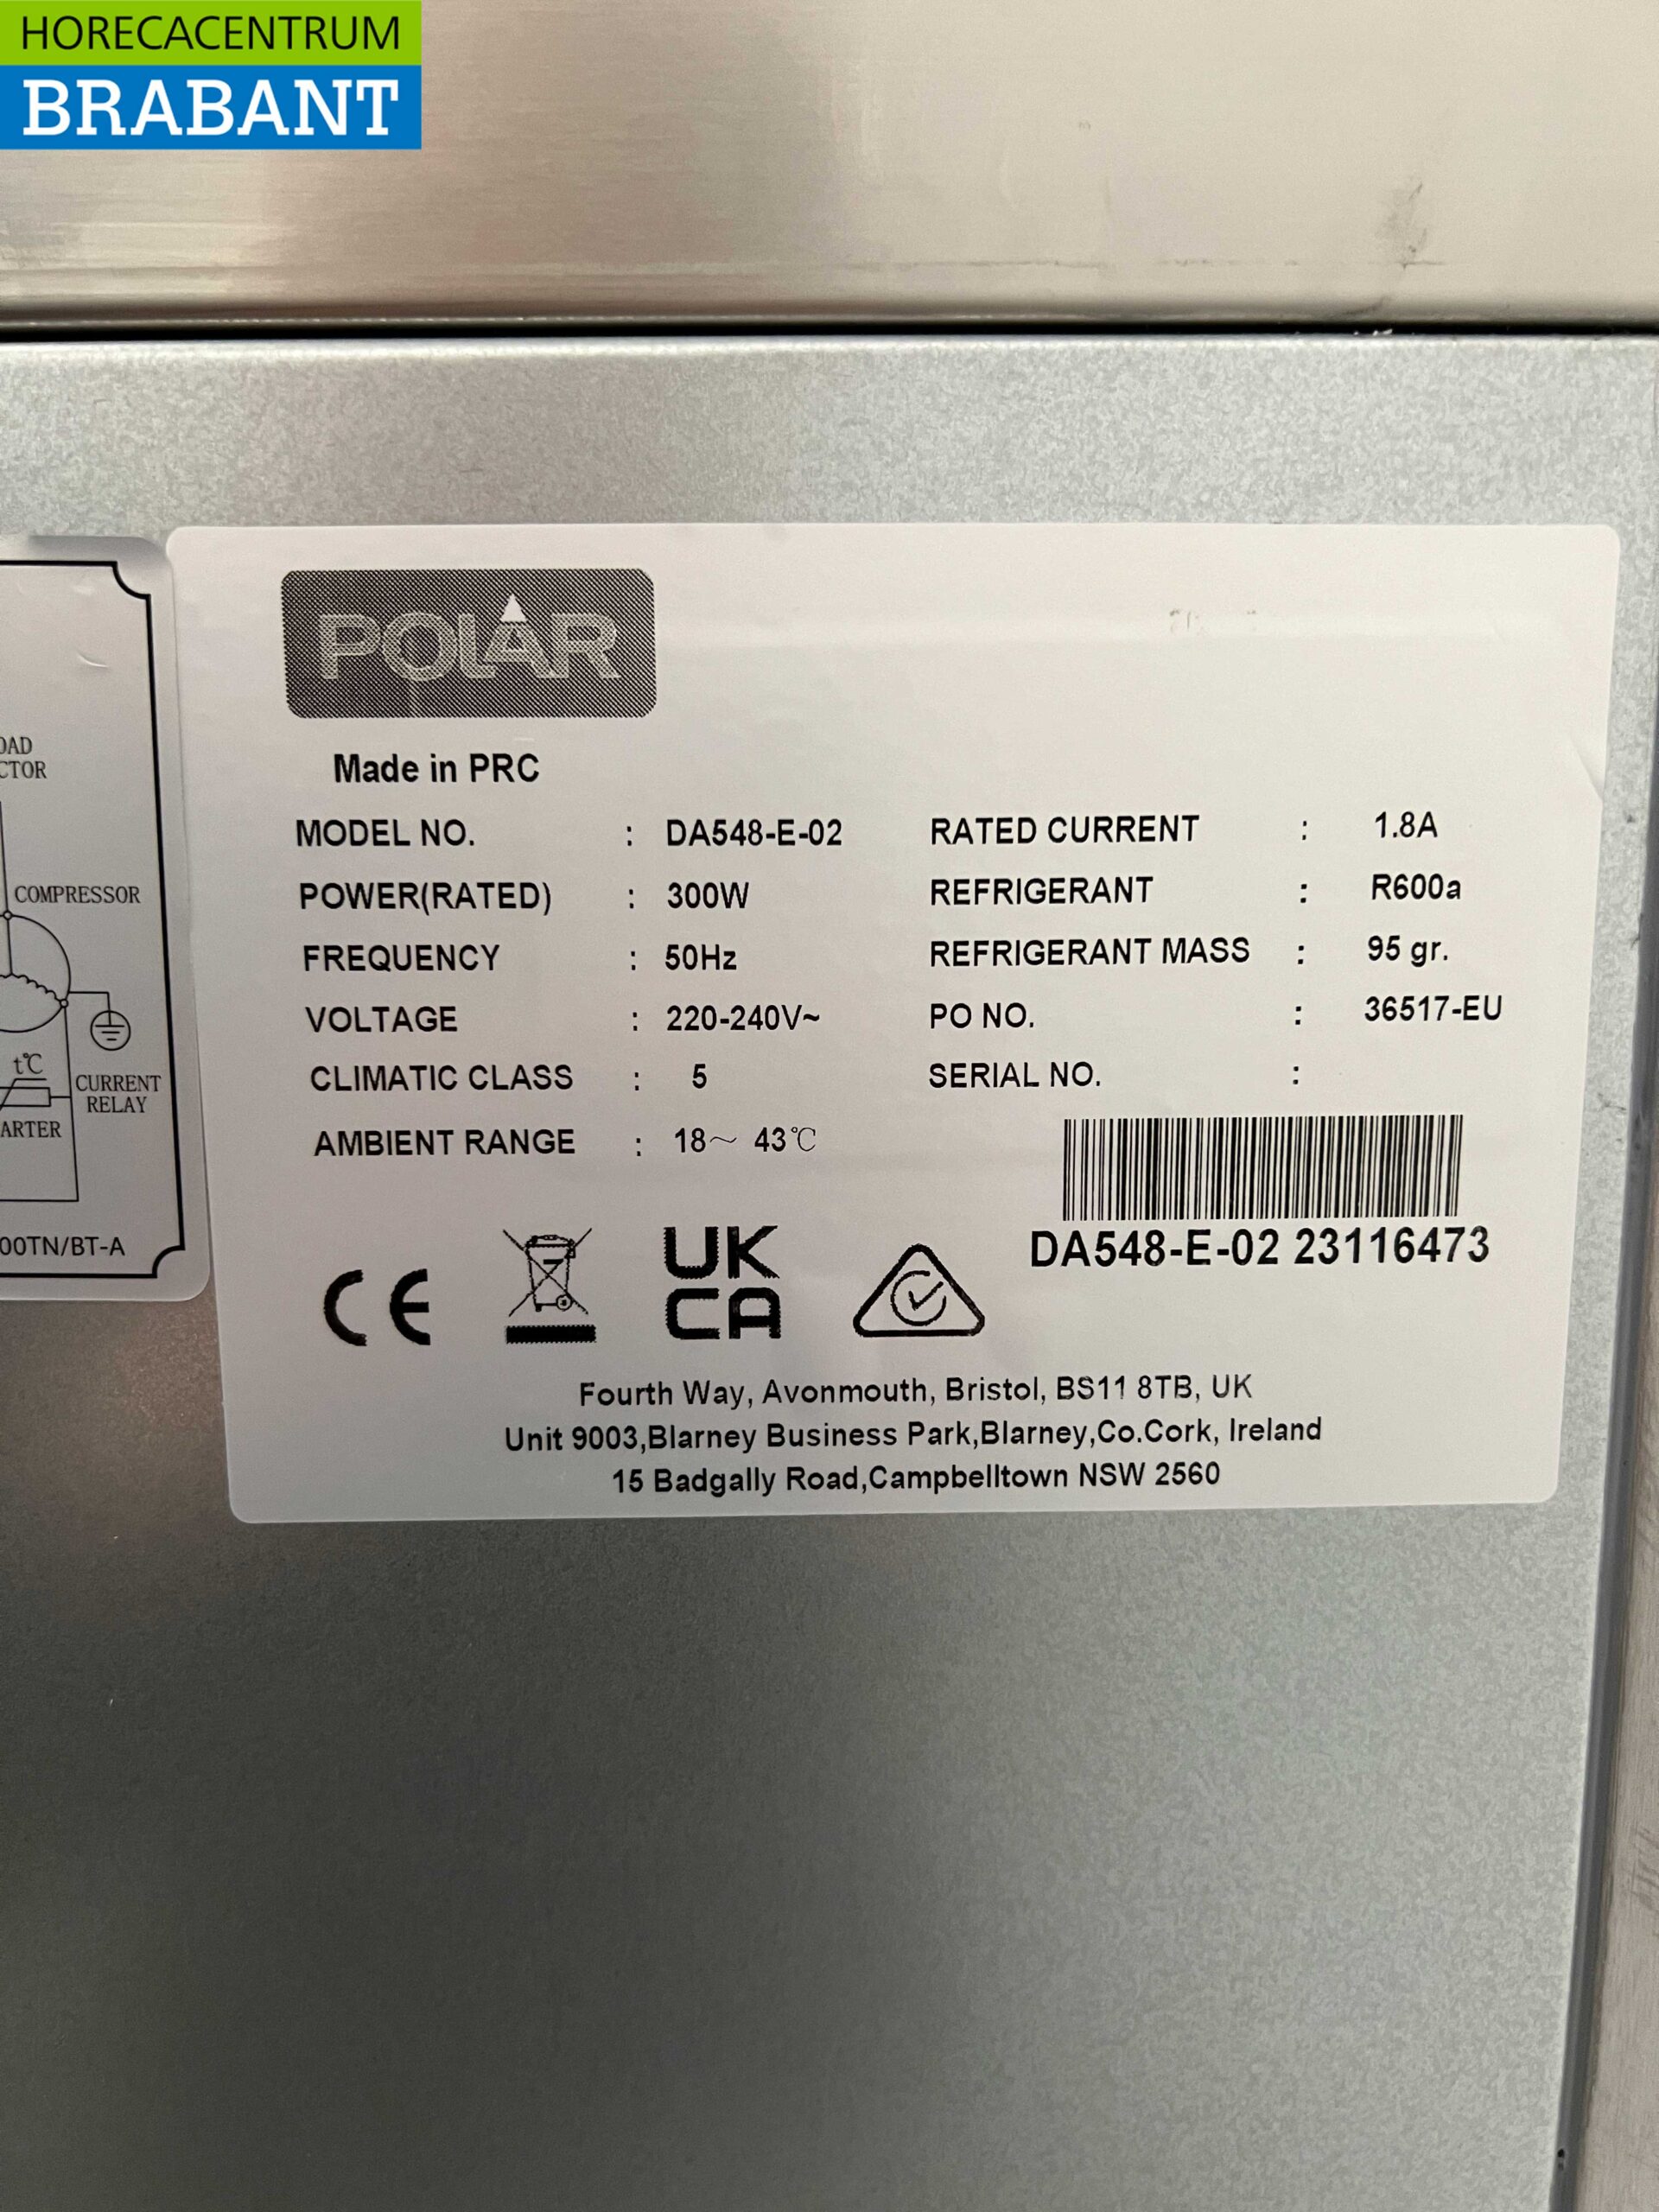 HORECACENTRUM
BRABANT
COMPRESSOR
t℃
CURRENT
RELAY
00TN/BT-A
POLAR
Made in PRC
MODEL NO. : DA548-E-02 RATED CURRENT : 1.8A
POWER(RATED) : 300W REFRIGERANT : R600a
FREQUENCY : 50Hz REFRIGERANT MASS : 95 gr.
VOLTAGE : 220-240V~ PO NO. : 36517-EU
CLIMATIC CLASS : 5 SERIAL NO. :
AMBIENT RANGE : 18~ 43℃
DA548-E-02 23116473
CE
UK
CA
Fourth Way, Avonmouth, Bristol, BS11 8TB, UK
Unit 9003,Blarney Business Park,Blarney,Co.Cork, Ireland
15 Badgally Road,Campbelltown NSW 2560